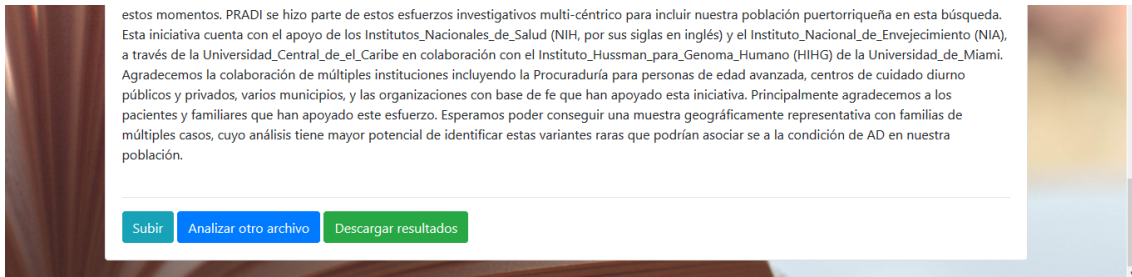 estos momentos. PRADI se hizo parte de estos esfuerzos investigativos multi-céntrico para incluir nuestra población puertorriqueña en esta búsqueda.
Esta iniciativa cuenta con el apoyo de los Institutos_Nacionales_de_Salud (NIH, por sus siglas en inglés) y el Instituto_Nacional_de_Envejecimiento (NIA),
a través de la Universidad_Central_de_el_Caribe en colaboración con el Instituto_Hussman_para_Genoma_Humano (HIHG) de la Universidad_de_Miami.
Agradecemos la colaboración de múltiples instituciones incluyendo la Procuraduría para personas de edad avanzada, centros de cuidado diurno
públicos y privados, varios municipios, y las organizaciones con base de fe que han apoyado esta iniciativa. Principalmente agradecemos a los
pacientes y familiares que han apoyado este esfuerzo. Esperamos poder conseguir una muestra geográficamente representativa con familias de
múltiples casos, cuyo análisis tiene mayor potencial de identificar estas variantes raras que podrían asociar se a la condición de AD en nuestra
población.
Subir Analizar otro archivo Descargar resultados